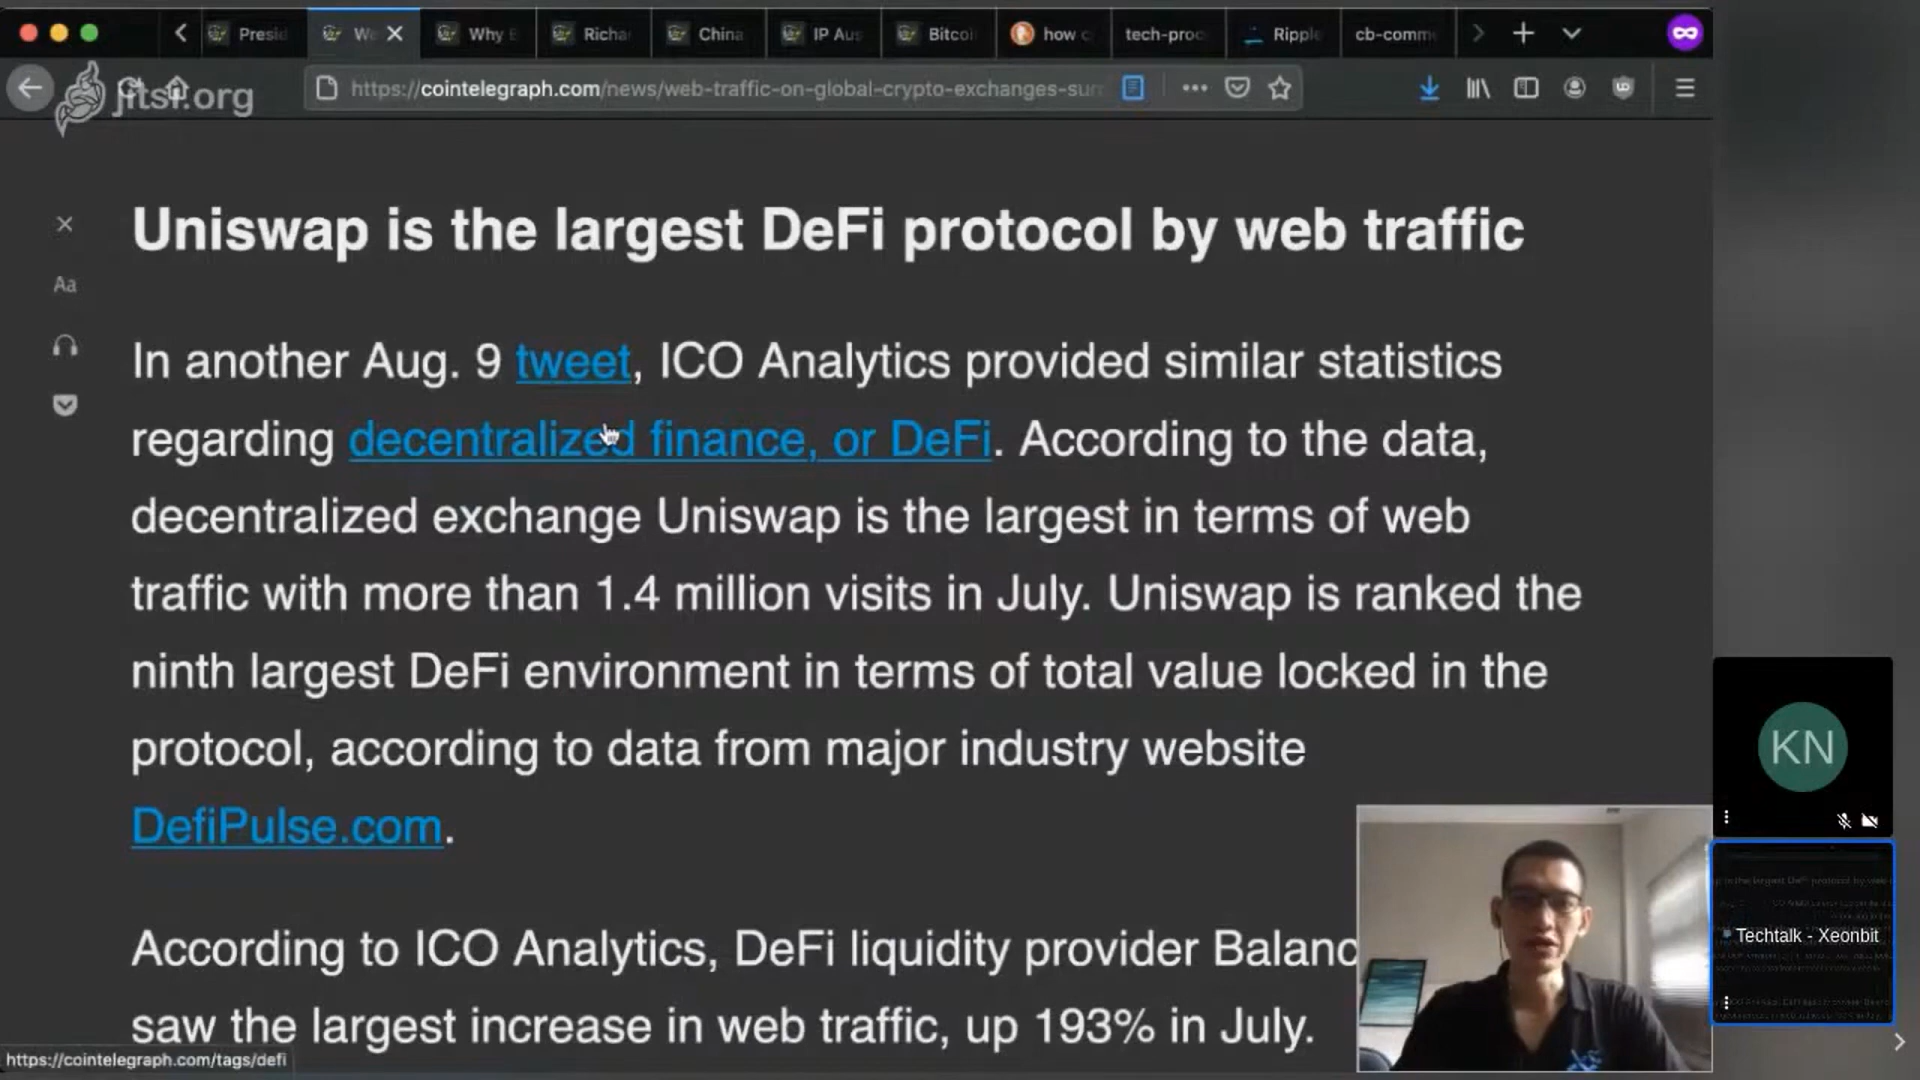 Presid
We
Why E
Richa
China
IP Aus
Bitcoi
how c
tech-proc
Ripple
cb-comm
jitsi.org
https://cointelegraph.com/news/web-traffic-on-global-crypto-exchanges-sur
Uniswap is the largest DeFi protocol by web traffic
Aa
In another Aug. 9 tweet, ICO Analytics provided similar statistics
regarding decentralized finance, or DeFi. According to the data,
decentralized exchange Uniswap is the largest in terms of web
traffic with more than 1.4 million visits in July. Uniswap is ranked the
ninth largest DeFi environment in terms of total value locked in the
protocol, according to data from major industry website
DefiPulse.com.
According to ICO Analytics, DeFi liquidity provider Balanc
saw the largest increase in web traffic, up 193% in July.
https://cointelegraph.com/tags/defi
KN
Techtalk - Xeonbit